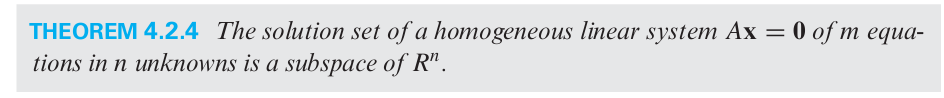 THEOREM 4.2.4 The solution set of a homogeneous linear system Ax = 0 of m equa-
tions in n unknowns is a subspace of Rⁿ.